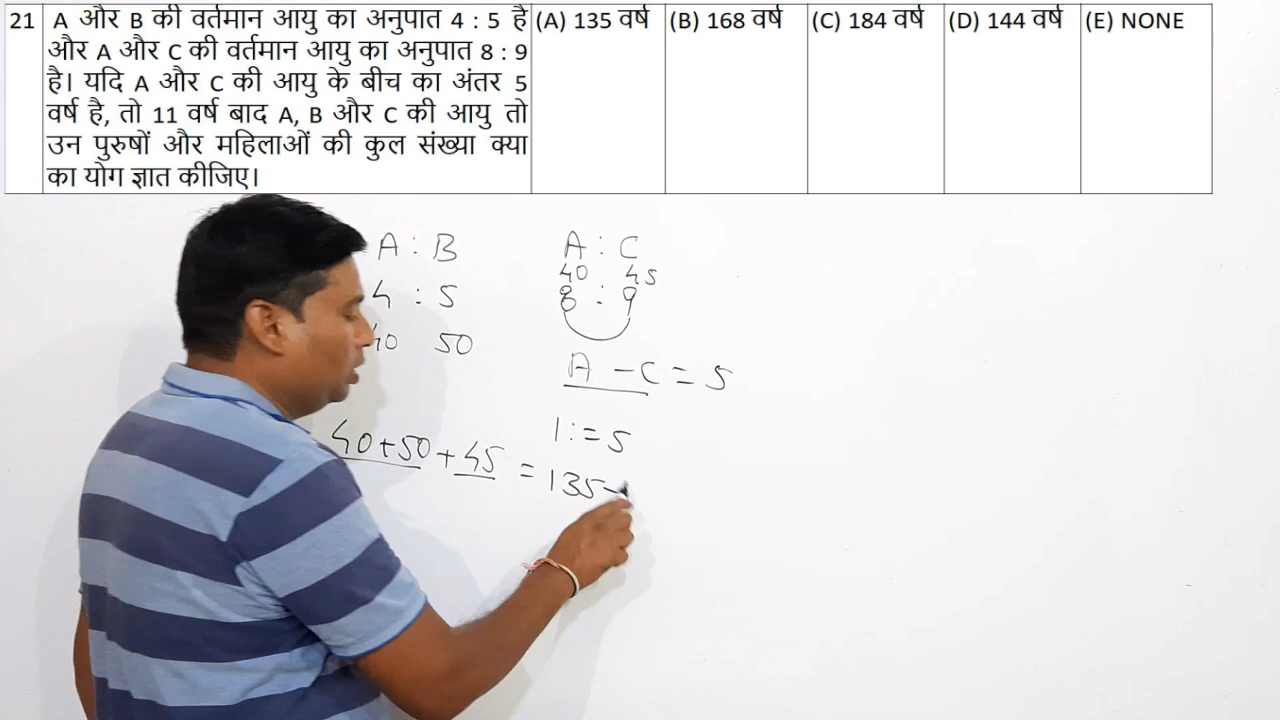 21 A और B की वर्तमान आयु का अनुपात 4 : 5 है (A) 135 वर्ष (B) 168 वर्ष (C) 184 वर्ष (D) 144 वर्ष (E) NONE
और A और C की वर्तमान आयु का अनुपात 8 : 9
है। यदि A और C की आयु के बीच का अंतर 5
वर्ष है, तो 11 वर्ष बाद A, B और C की आयु तो
उन पुरुषों और महिलाओं की कुल संख्या क्या
का योग ज्ञात कीजिए।
A : B
4 : 5
40 50
A : C
40 45
8 : 9
A - C = 5
1 : = 5
40+50 + 45 = 135